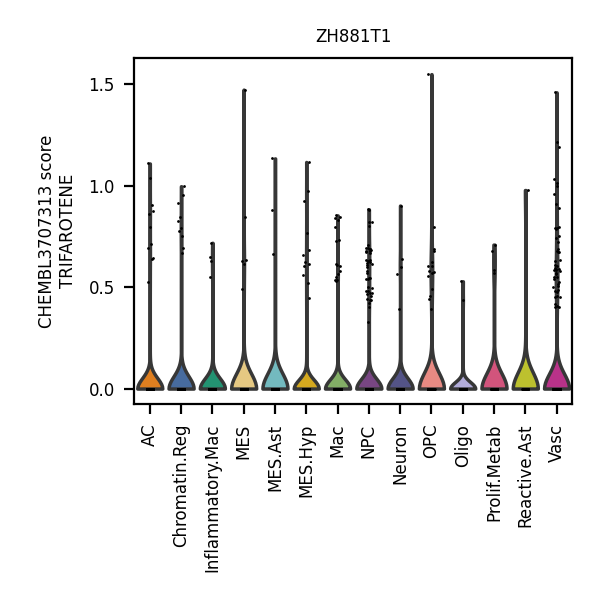 ZH881T1
CHEMBL3707313 score
TRIFAROTENE
1.5
1.0
0.5
0.0
AC
Chromatin.Reg
Inflammatory.Mac
MES
MES.Ast
MES.Hyp
Mac
NPC
Neuron
OPC
Oligo
Prolif.Metab
Reactive.Ast
Vasc